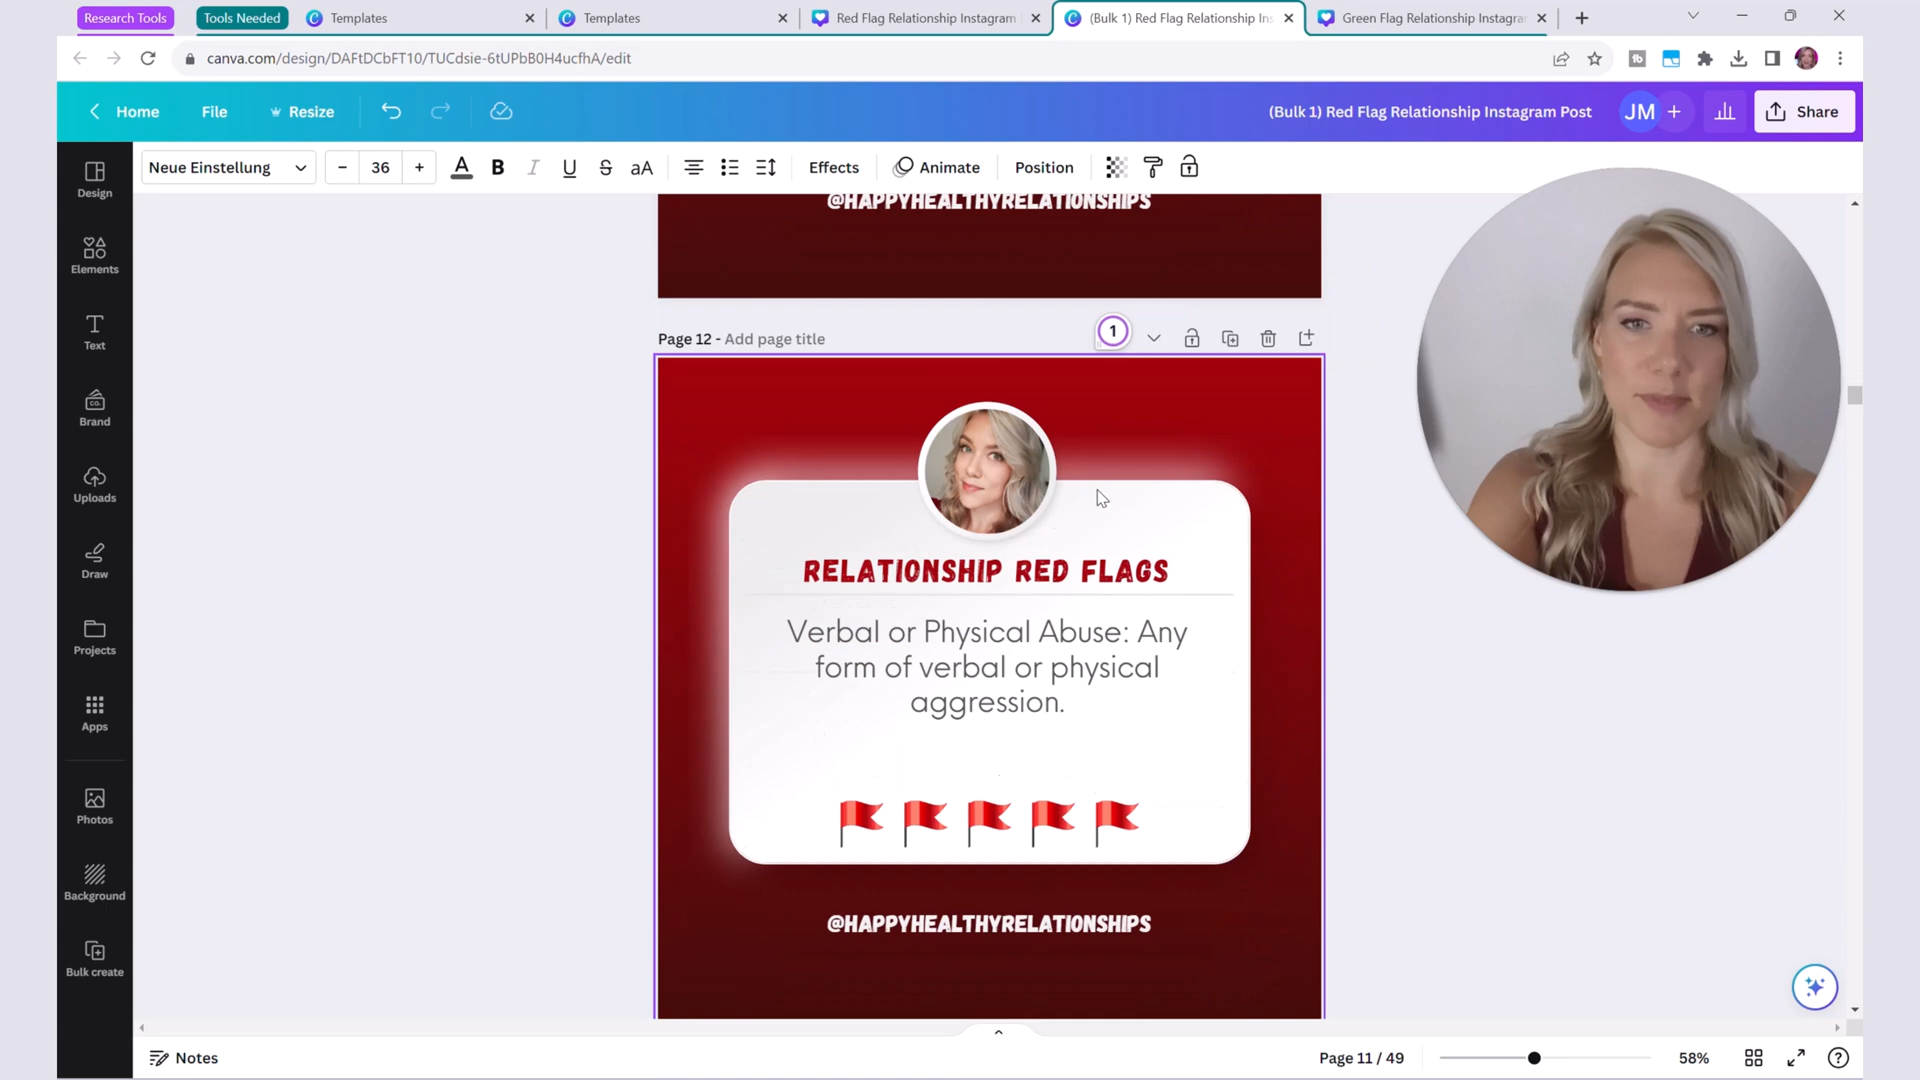 Research Tools
Tools Needed
Templates
Templates
Red Flag Relationship Instagram
(Bulk 1) Red Flag Relationship Ins
Green Flag Relationship Instagra
canva.com/design/DAFtDCbFT10/TUCdsie-6tUPbB0H4ucfhA/edit
Home
File
Resize
(Bulk 1) Red Flag Relationship Instagram Post
JM
+
Share
Neue Einstellung
36
A
B
I
U
S
aA
Effects
Animate
Position
Design
Elements
Text
Brand
Uploads
Draw
Projects
Apps
Photos
Background
Bulk create
@HAPPYHEALTHYRELATIONSHIPS
Page 12 - Add page title
1
RELATIONSHIP RED FLAGS
Verbal or Physical Abuse: Any
form of verbal or physical
aggression.
@HAPPYHEALTHYRELATIONSHIPS
Notes
Page 11 / 49
58%